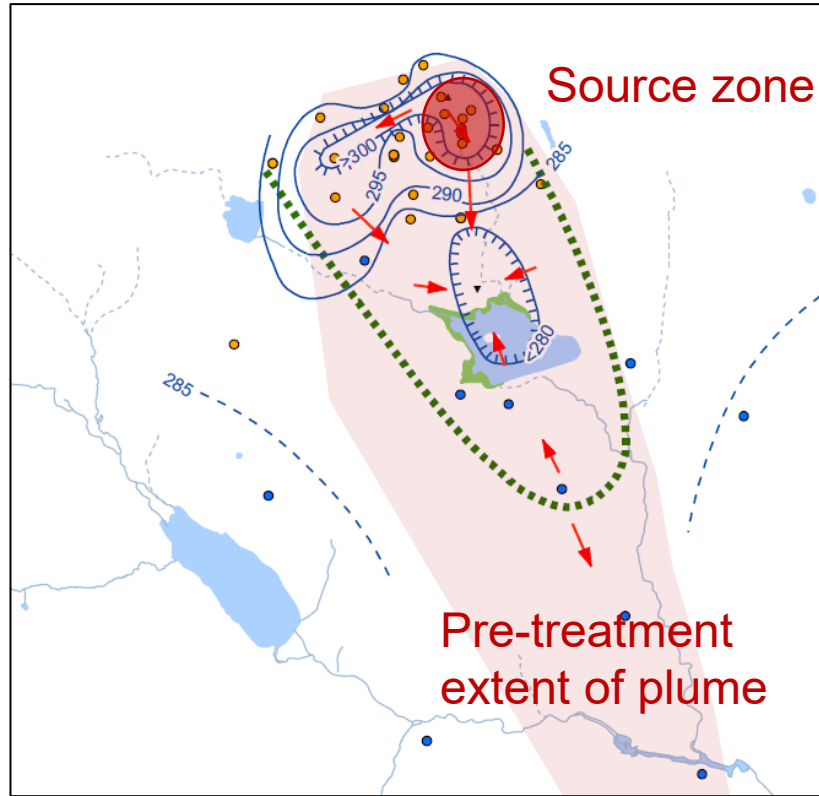 Source zone
>300
295
290
285
<280
285
Pre-treatment
extent of plume